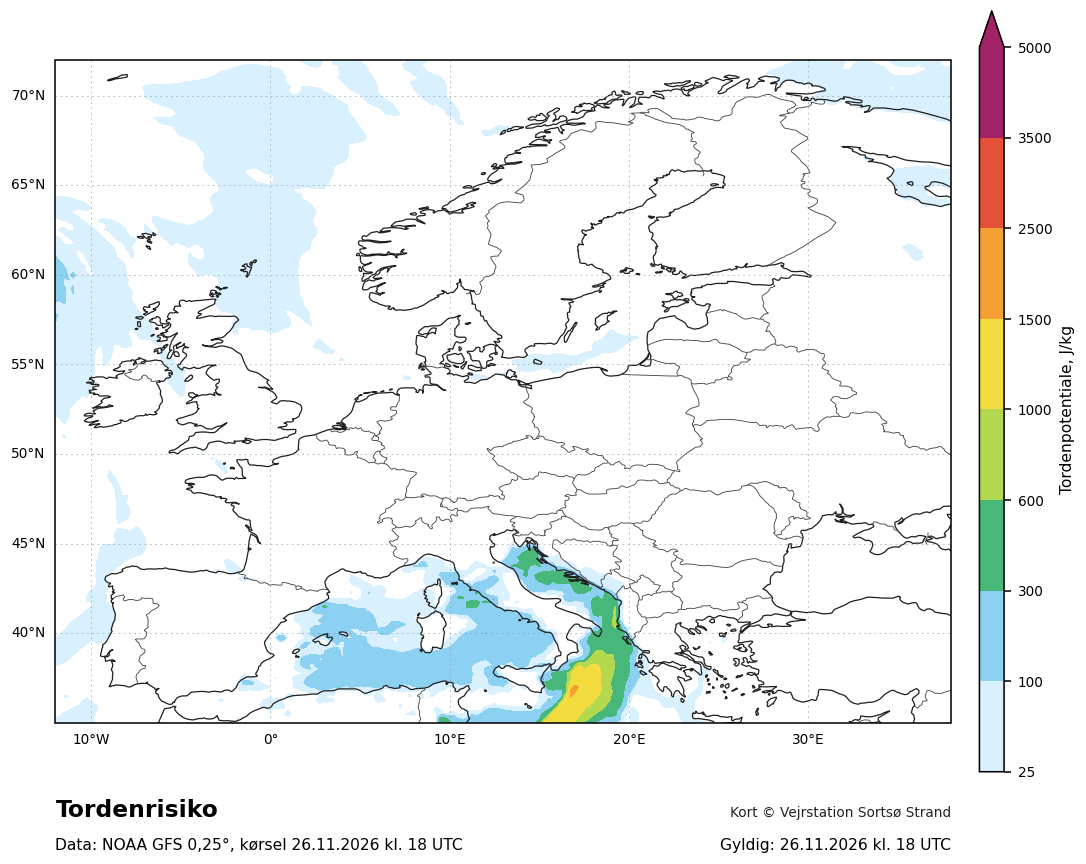 5000
70°N
3500
65°N
2500
60°N
1500
55°N
1000
50°N
600
45°N
300
40°N
100
25
Tordenpotentiale, J/kg
10°W
0°
10°E
20°E
30°E
Tordenrisiko
Kort © Vejrstation Sortsø Strand
Data: NOAA GFS 0,25°, kørsel 26.11.2026 kl. 18 UTC
Gyldig: 26.11.2026 kl. 18 UTC